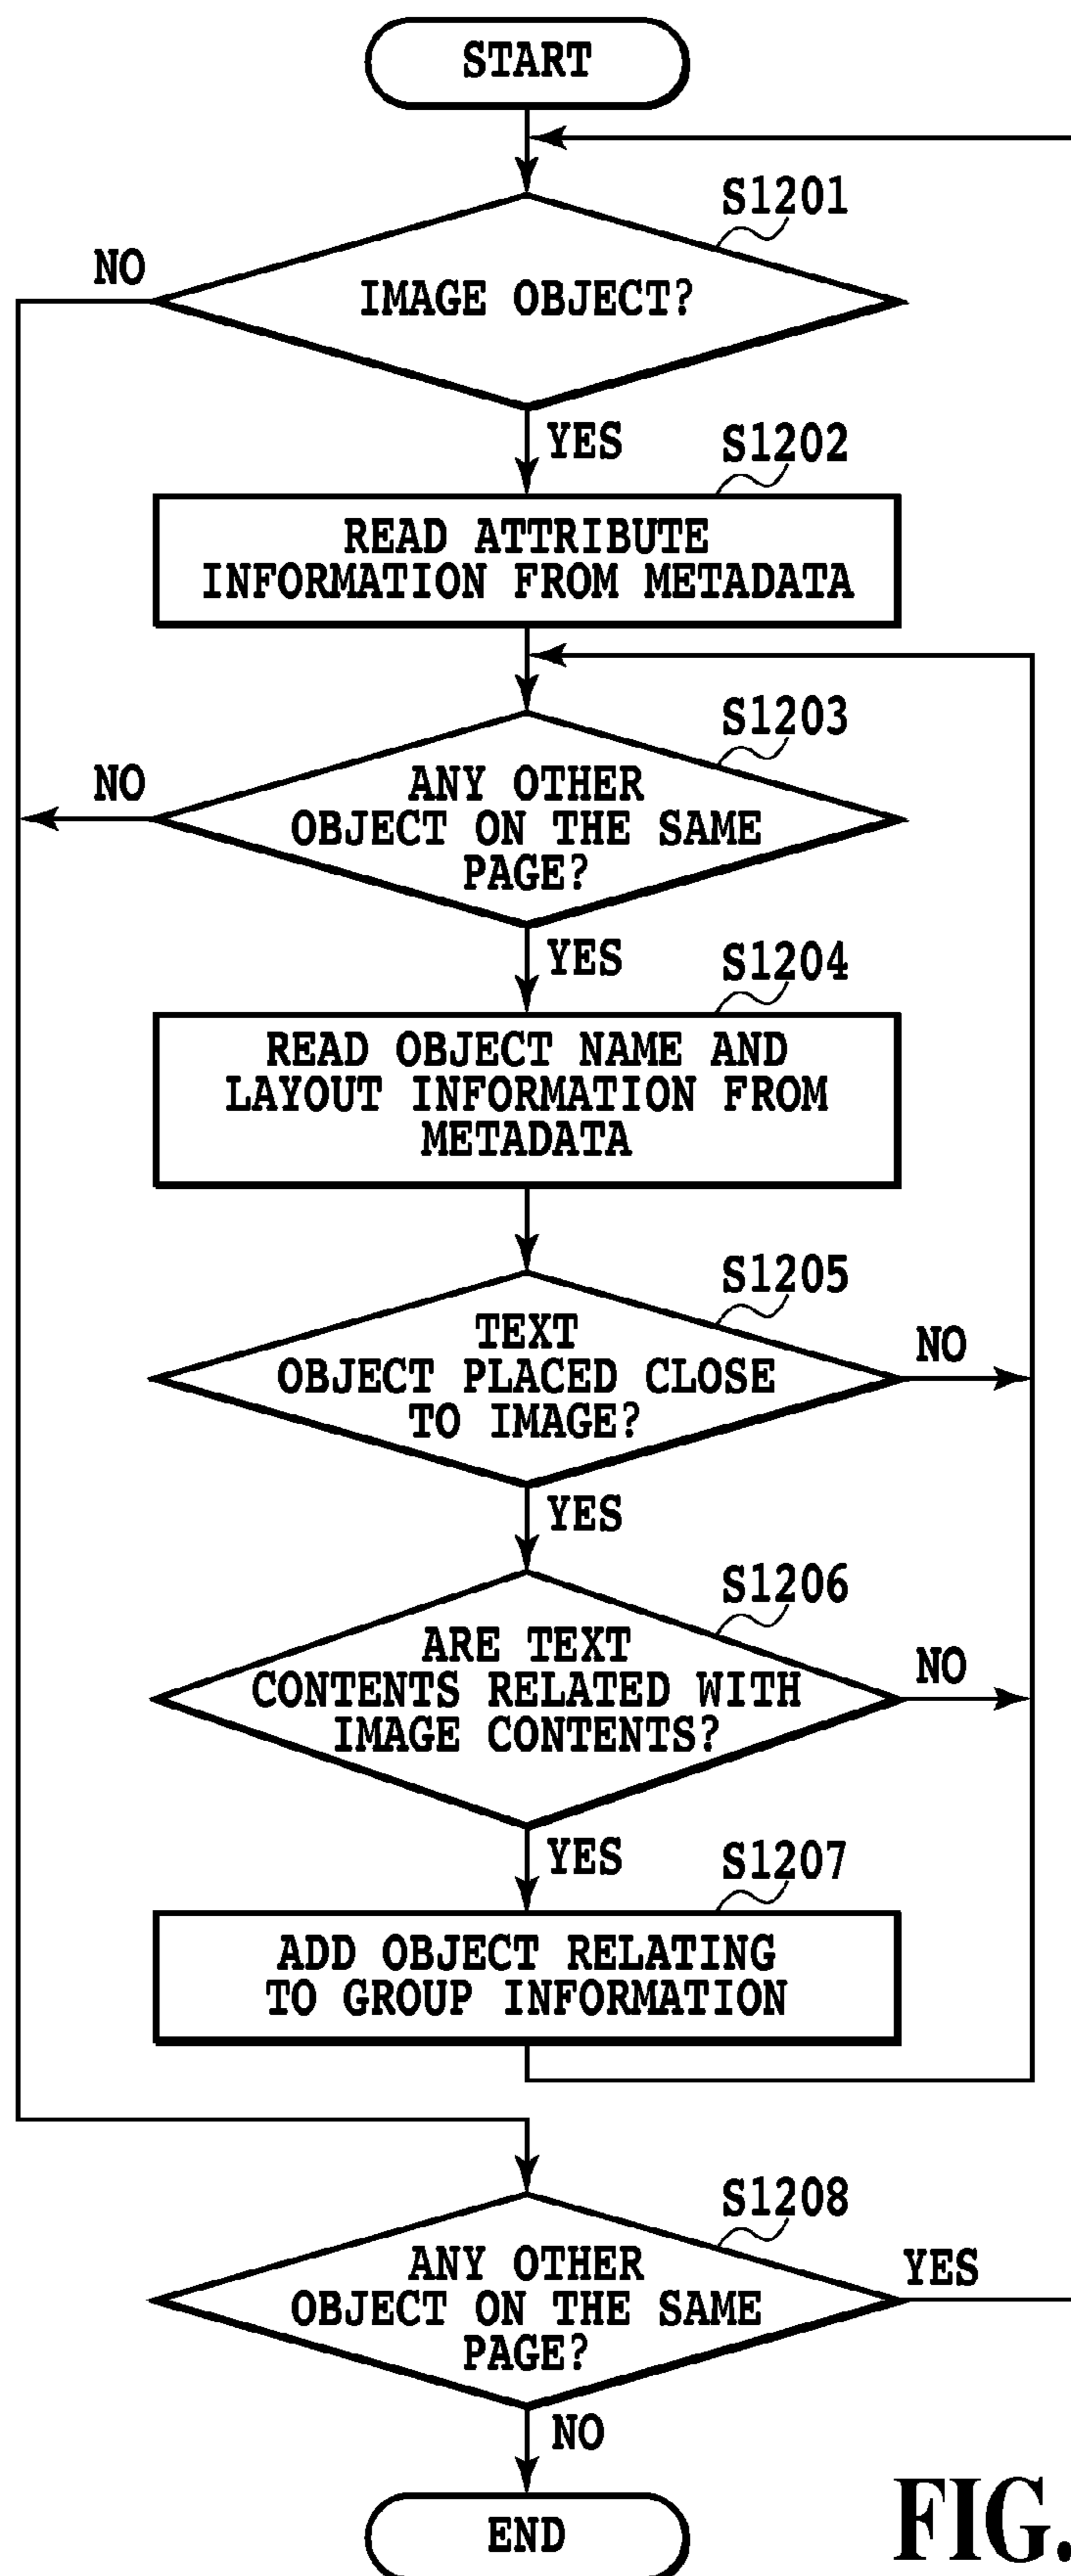 START
S1201
NO
IMAGE OBJECT?
YES
S1202
READ ATTRIBUTE
INFORMATION FROM METADATA
S1203
NO
ANY OTHER
OBJECT ON THE SAME
PAGE?
YES
S1204
READ OBJECT NAME AND
LAYOUT INFORMATION FROM
METADATA
S1205
TEXT
OBJECT PLACED CLOSE
TO IMAGE?
NO
YES
S1206
ARE TEXT
CONTENTS RELATED WITH
IMAGE CONTENTS?
NO
YES
S1207
ADD OBJECT RELATING
TO GROUP INFORMATION
S1208
ANY OTHER
OBJECT ON THE SAME
PAGE?
YES
NO
END
FIG.